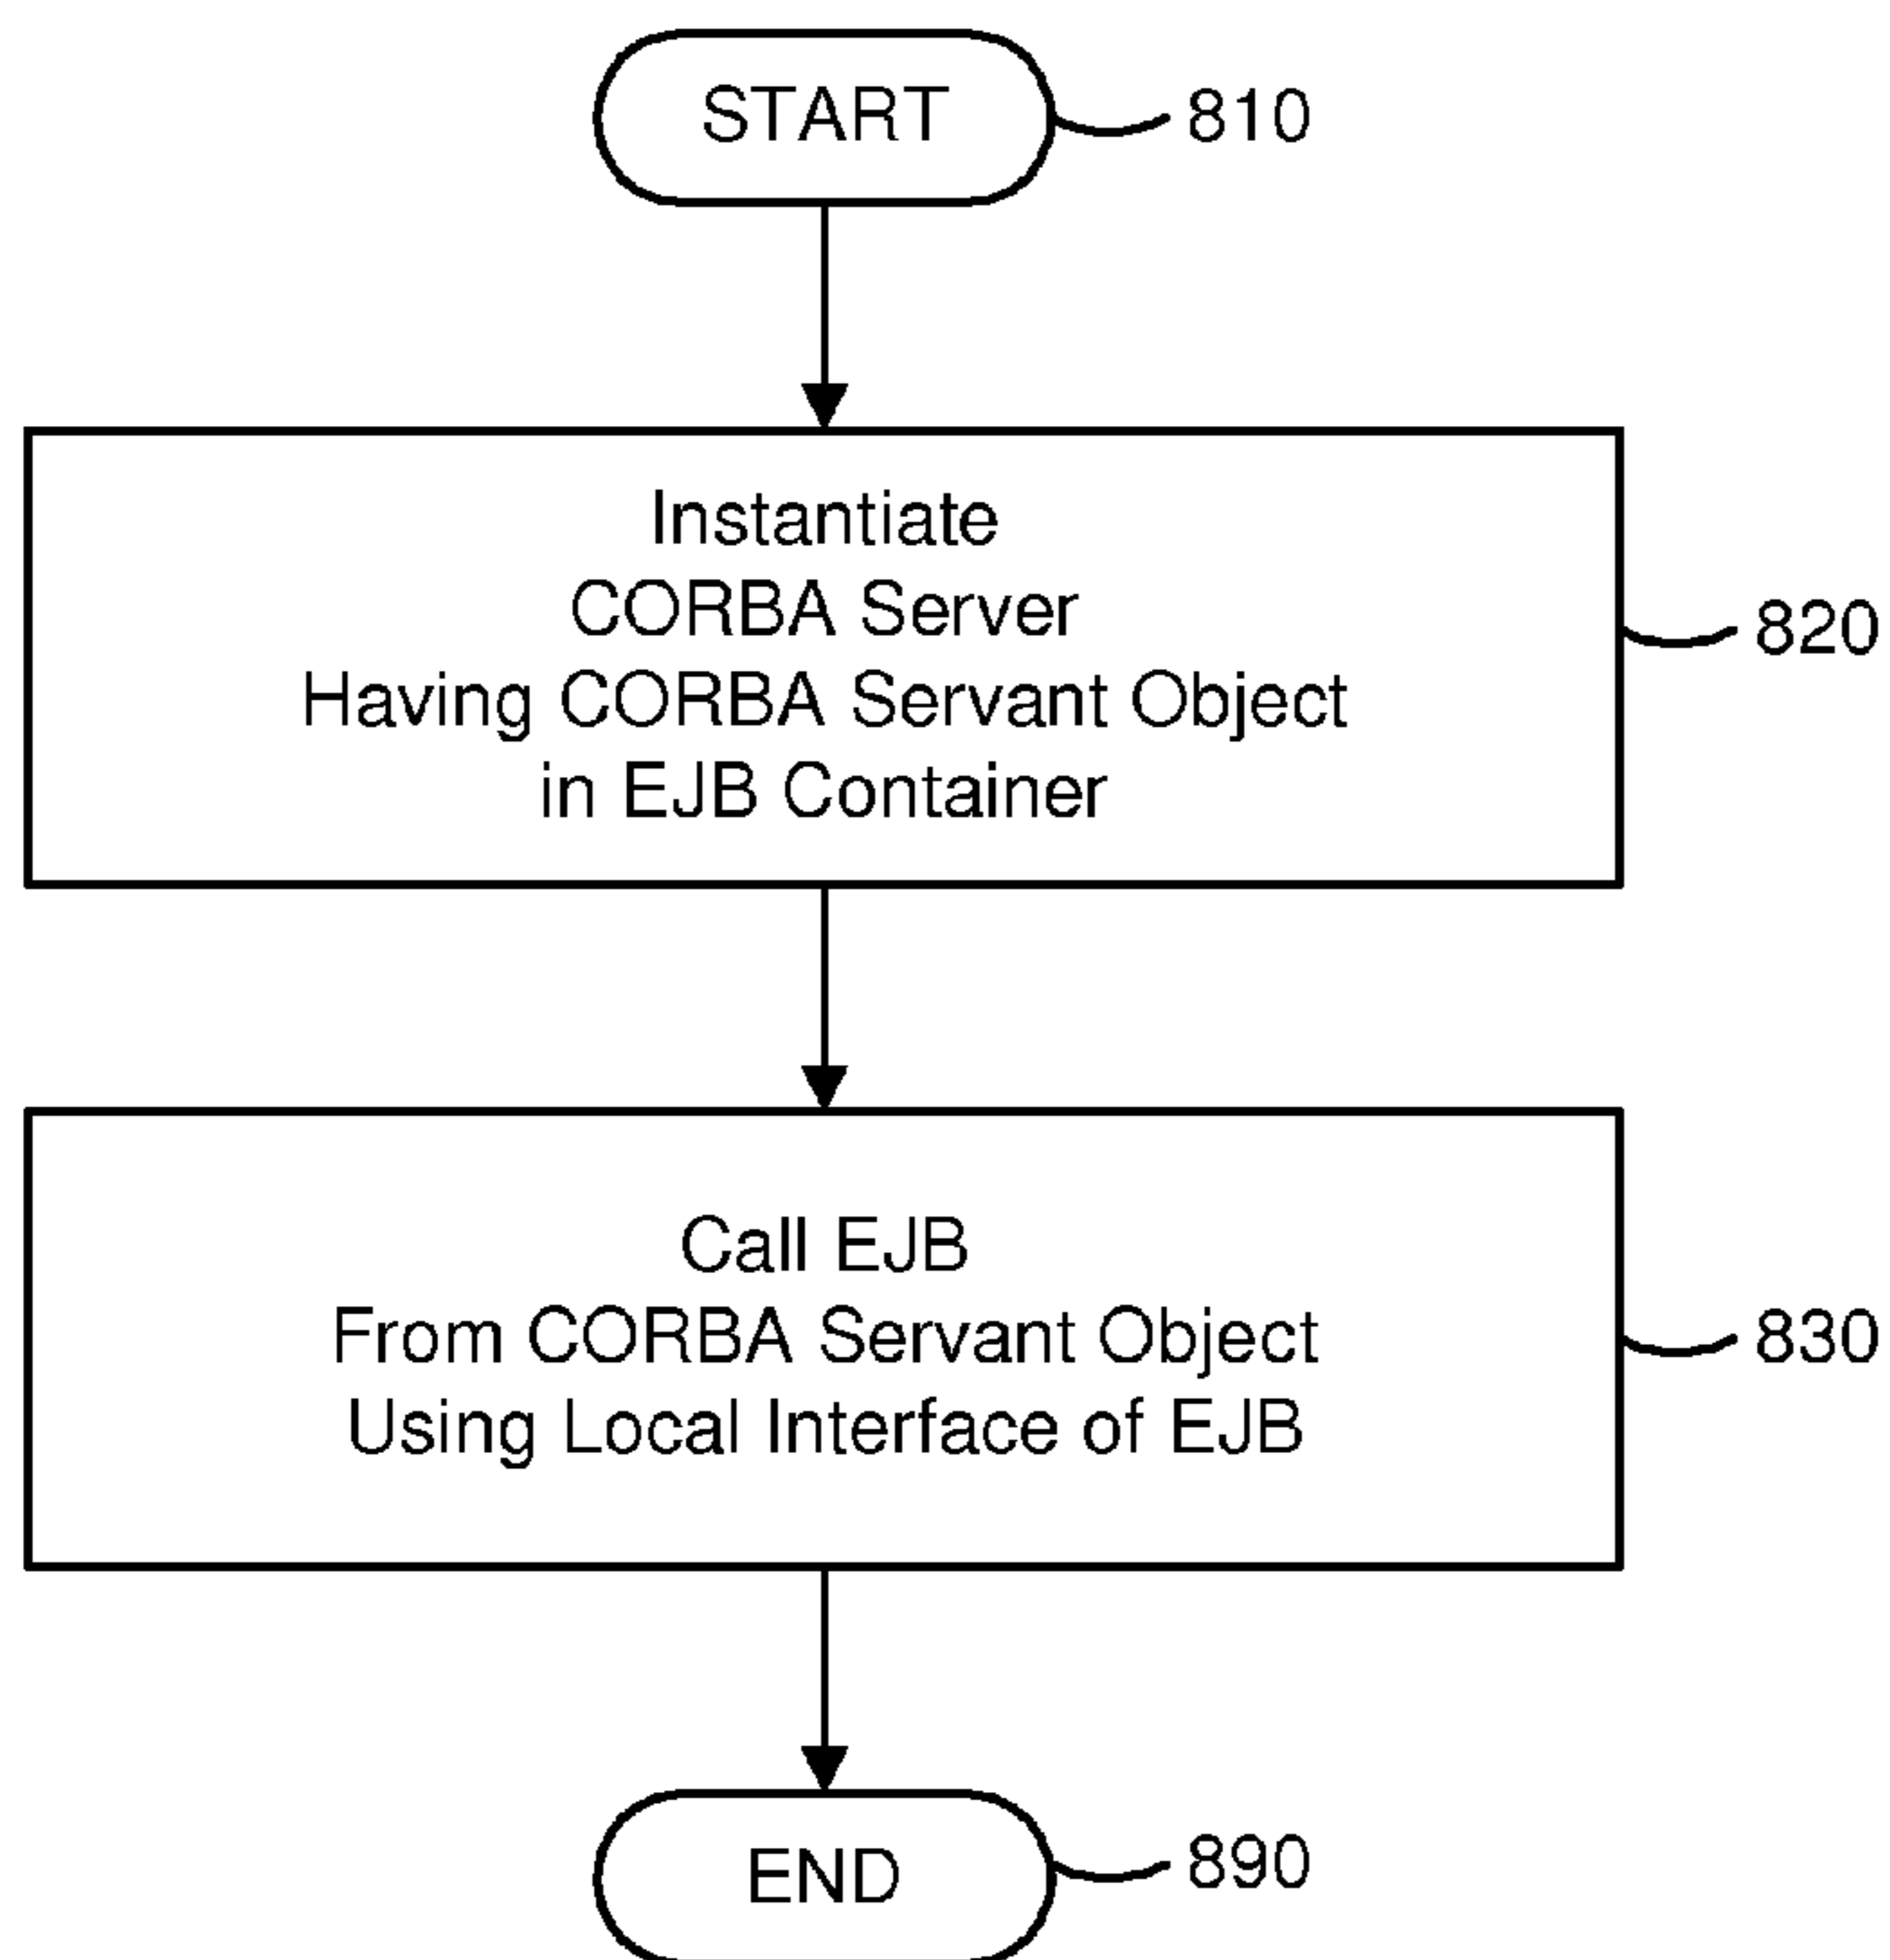 START
810
Instantiate
CORBA Server
Having CORBA Servant Object
in EJB Container
820
Call EJB
From CORBA Servant Object
Using Local Interface of EJB
830
END
890